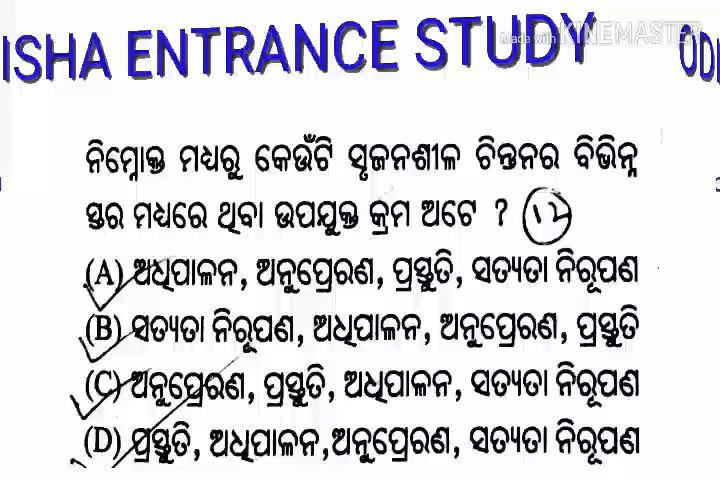 ISHA ENTRANCE STUDY ODI
Made with KINEMASTER
ନିମ୍ନୋକ୍ତ ମଧ୍ଯରୁ କେଉଁଟି ସୃଜନଶୀଳ ଚିନ୍ତନର ବିଭିନ୍ନ
ସ୍ତର ମଧ୍ୟରେ ଥିବା ଉପଯୁକ୍ତ କ୍ରମ ଅଟେ ? ୧୨
(A) ଅଧିପାଳନ, ଅନୁପ୍ରେରଣ, ପ୍ରସ୍ତୁତି, ସତ୍ୟତା ନିରୂପଣ
(B) ସତ୍ୟତା ନିରୂପଣ, ଅଧିପାଳନ, ଅନୁପ୍ରେରଣ, ପ୍ରସ୍ତୁତି
(C) ଅନୁପ୍ରେରଣ, ପ୍ରସ୍ତୁତି, ଅଧିପାଳନ, ସତ୍ୟତା ନିରୂପଣ
(D) ପ୍ରସ୍ତୁତି, ଅଧିପାଳନ,ଅନୁପ୍ରେରଣ, ସତ୍ୟତା ନିରୂପଣ